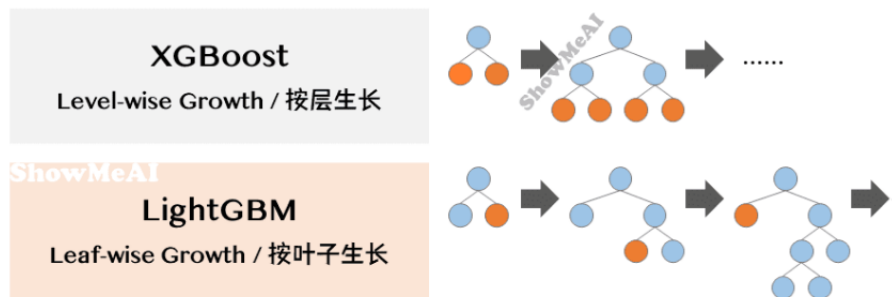 XGBoost
Level-wise Growth / 按层生长
ShowMeAI
......
ShowMeAI
LightGBM
Leaf-wise Growth / 按叶子生长